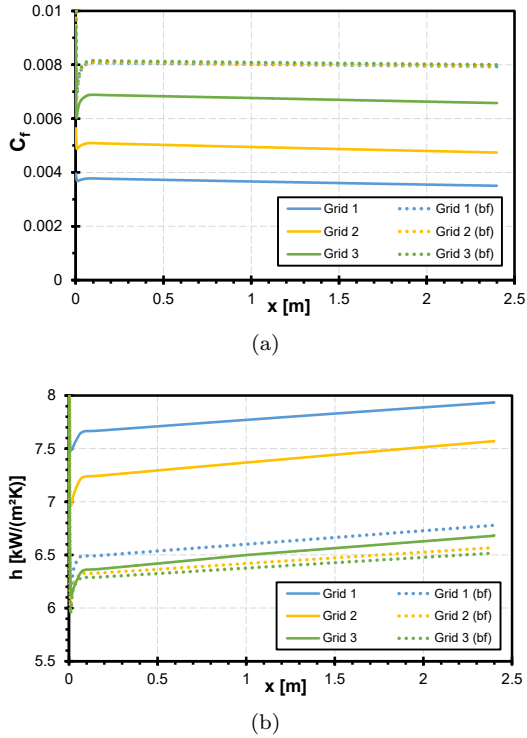 0.01
0.008
0.006
0.004
0.002
0
C_f
0 0.5 1 1.5 2 2.5
x [m]
Grid 1 Grid 1 (bf)
Grid 2 Grid 2 (bf)
Grid 3 Grid 3 (bf)
(a)
8
7.5
7
6.5
6
5.5
h [kW/(m²K)]
0 0.5 1 1.5 2 2.5
x [m]
Grid 1 Grid 1 (bf)
Grid 2 Grid 2 (bf)
Grid 3 Grid 3 (bf)
(b)